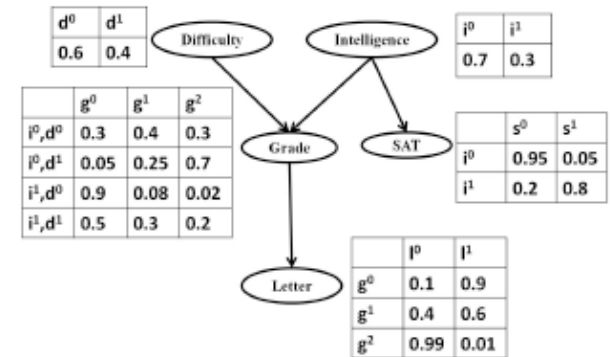 d⁰ d¹
0.6 0.4
Difficulty
Intelligence
i⁰ i¹
0.7 0.3
g⁰ g¹ g²
i⁰,d⁰ 0.3 0.4 0.3
i⁰,d¹ 0.05 0.25 0.7
i¹,d⁰ 0.9 0.08 0.02
i¹,d¹ 0.5 0.3 0.2
Grade
SAT
s⁰ s¹
i⁰ 0.95 0.05
i¹ 0.2 0.8
Letter
l⁰ l¹
g⁰ 0.1 0.9
g¹ 0.4 0.6
g² 0.99 0.01